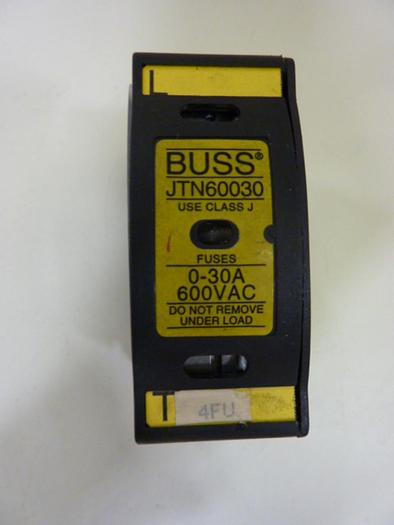 L
BUSS®
JTN60030
USE CLASS J
FUSES
0-30A
600VAC
DO NOT REMOVE
UNDER LOAD
T
4FU